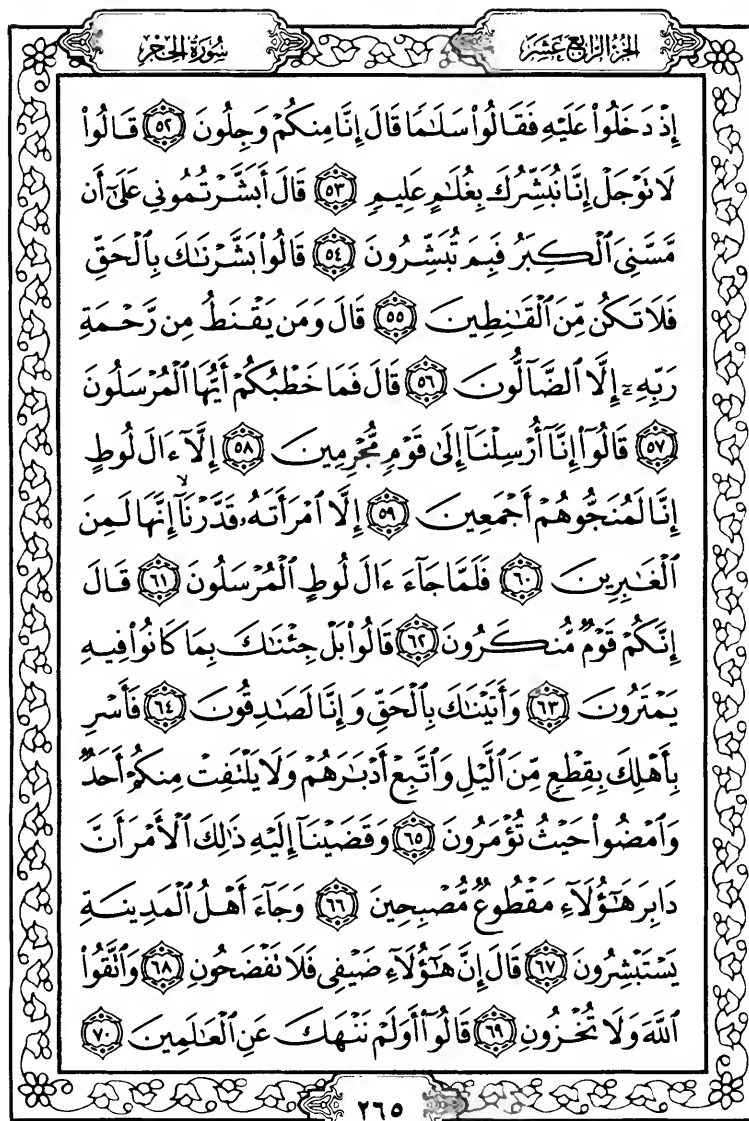 الجزء الرابع عشر
سورة الحجر
إِذْ دَخَلُوا۟ عَلَيْهِ فَقَالُوا۟ سَلَـٰمًا قَالَ إِنَّا مِنكُمْ وَجِلُونَ ٥٢ قَالُوا۟
لَا تَوْجَلْ إِنَّا نُبَشِّرُكَ بِغُلَـٰمٍ عَلِيمٍ ٥٣ قَالَ أَبَشَّرْتُمُونِى عَلَىٰٓ أَن
مَّسَّنِىَ ٱلْكِبَرُ فَبِمَ تُبَشِّرُونَ ٥٤ قَالُوا۟ بَشَّرْنَـٰكَ بِٱلْحَقِّ
فَلَا تَكُن مِّنَ ٱلْقَـٰنِطِينَ ٥٥ قَالَ وَمَن يَقْنَطُ مِن رَّحْمَةِ
رَبِّهِۦٓ إِلَّا ٱلضَّآلُّونَ ٥٦ قَالَ فَمَا خَطْبُكُمْ أَيُّهَا ٱلْمُرْسَلُونَ
٥٧ قَالُوٓا۟ إِنَّآ أُرْسِلْنَآ إِلَىٰ قَوْمٍ مُّجْرِمِينَ ٥٨ إِلَّآ ءَالَ لُوطٍ
إِنَّا لَمُنَجُّوهُمْ أَجْمَعِينَ ٥٩ إِلَّا ٱمْرَأَتَهُۥ قَدَّرْنَآ ۙ إِنَّهَا لَمِنَ
ٱلْغَـٰبِرِينَ ٦٠ فَلَمَّا جَآءَ ءَالَ لُوطٍ ٱلْمُرْسَلُونَ ٦١ قَالَ
إِنَّكُمْ قَوْمٌ مُّنكَرُونَ ٦٢ قَالُوا۟ بَلْ جِئْنَـٰكَ بِمَا كَانُوا۟ فِيهِ
يَمْتَرُونَ ٦٣ وَأَتَيْنَـٰكَ بِٱلْحَقِّ وَإِنَّا لَصَـٰدِقُونَ ٦٤ فَأَسْرِ
بِأَهْلِكَ بِقِطْعٍ مِّنَ ٱلَّيْلِ وَٱتَّبِعْ أَدْبَـٰرَهُمْ وَلَا يَلْتَفِتْ مِنكُمْ أَحَدٌ
وَٱمْضُوا۟ حَيْثُ تُؤْمَرُونَ ٦٥ وَقَضَيْنَآ إِلَيْهِ ذَٰلِكَ ٱلْأَمْرَ أَنَّ
دَابِرَ هَـٰٓؤُلَآءِ مَقْطُوعٌ مُّصْبِحِينَ ٦٦ وَجَآءَ أَهْلُ ٱلْمَدِينَةِ
يَسْتَبْشِرُونَ ٦٧ قَالَ إِنَّ هَـٰٓؤُلَآءِ ضَيْفِى فَلَا تَفْضَحُونِ ٦٨ وَٱتَّقُوا۟
ٱللَّهَ وَلَا تُخْزُونِ ٦٩ قَالُوٓا۟ أَوَلَمْ نَنْهَكَ عَنِ ٱلْعَـٰلَمِينَ ٧٠
٢٦٥